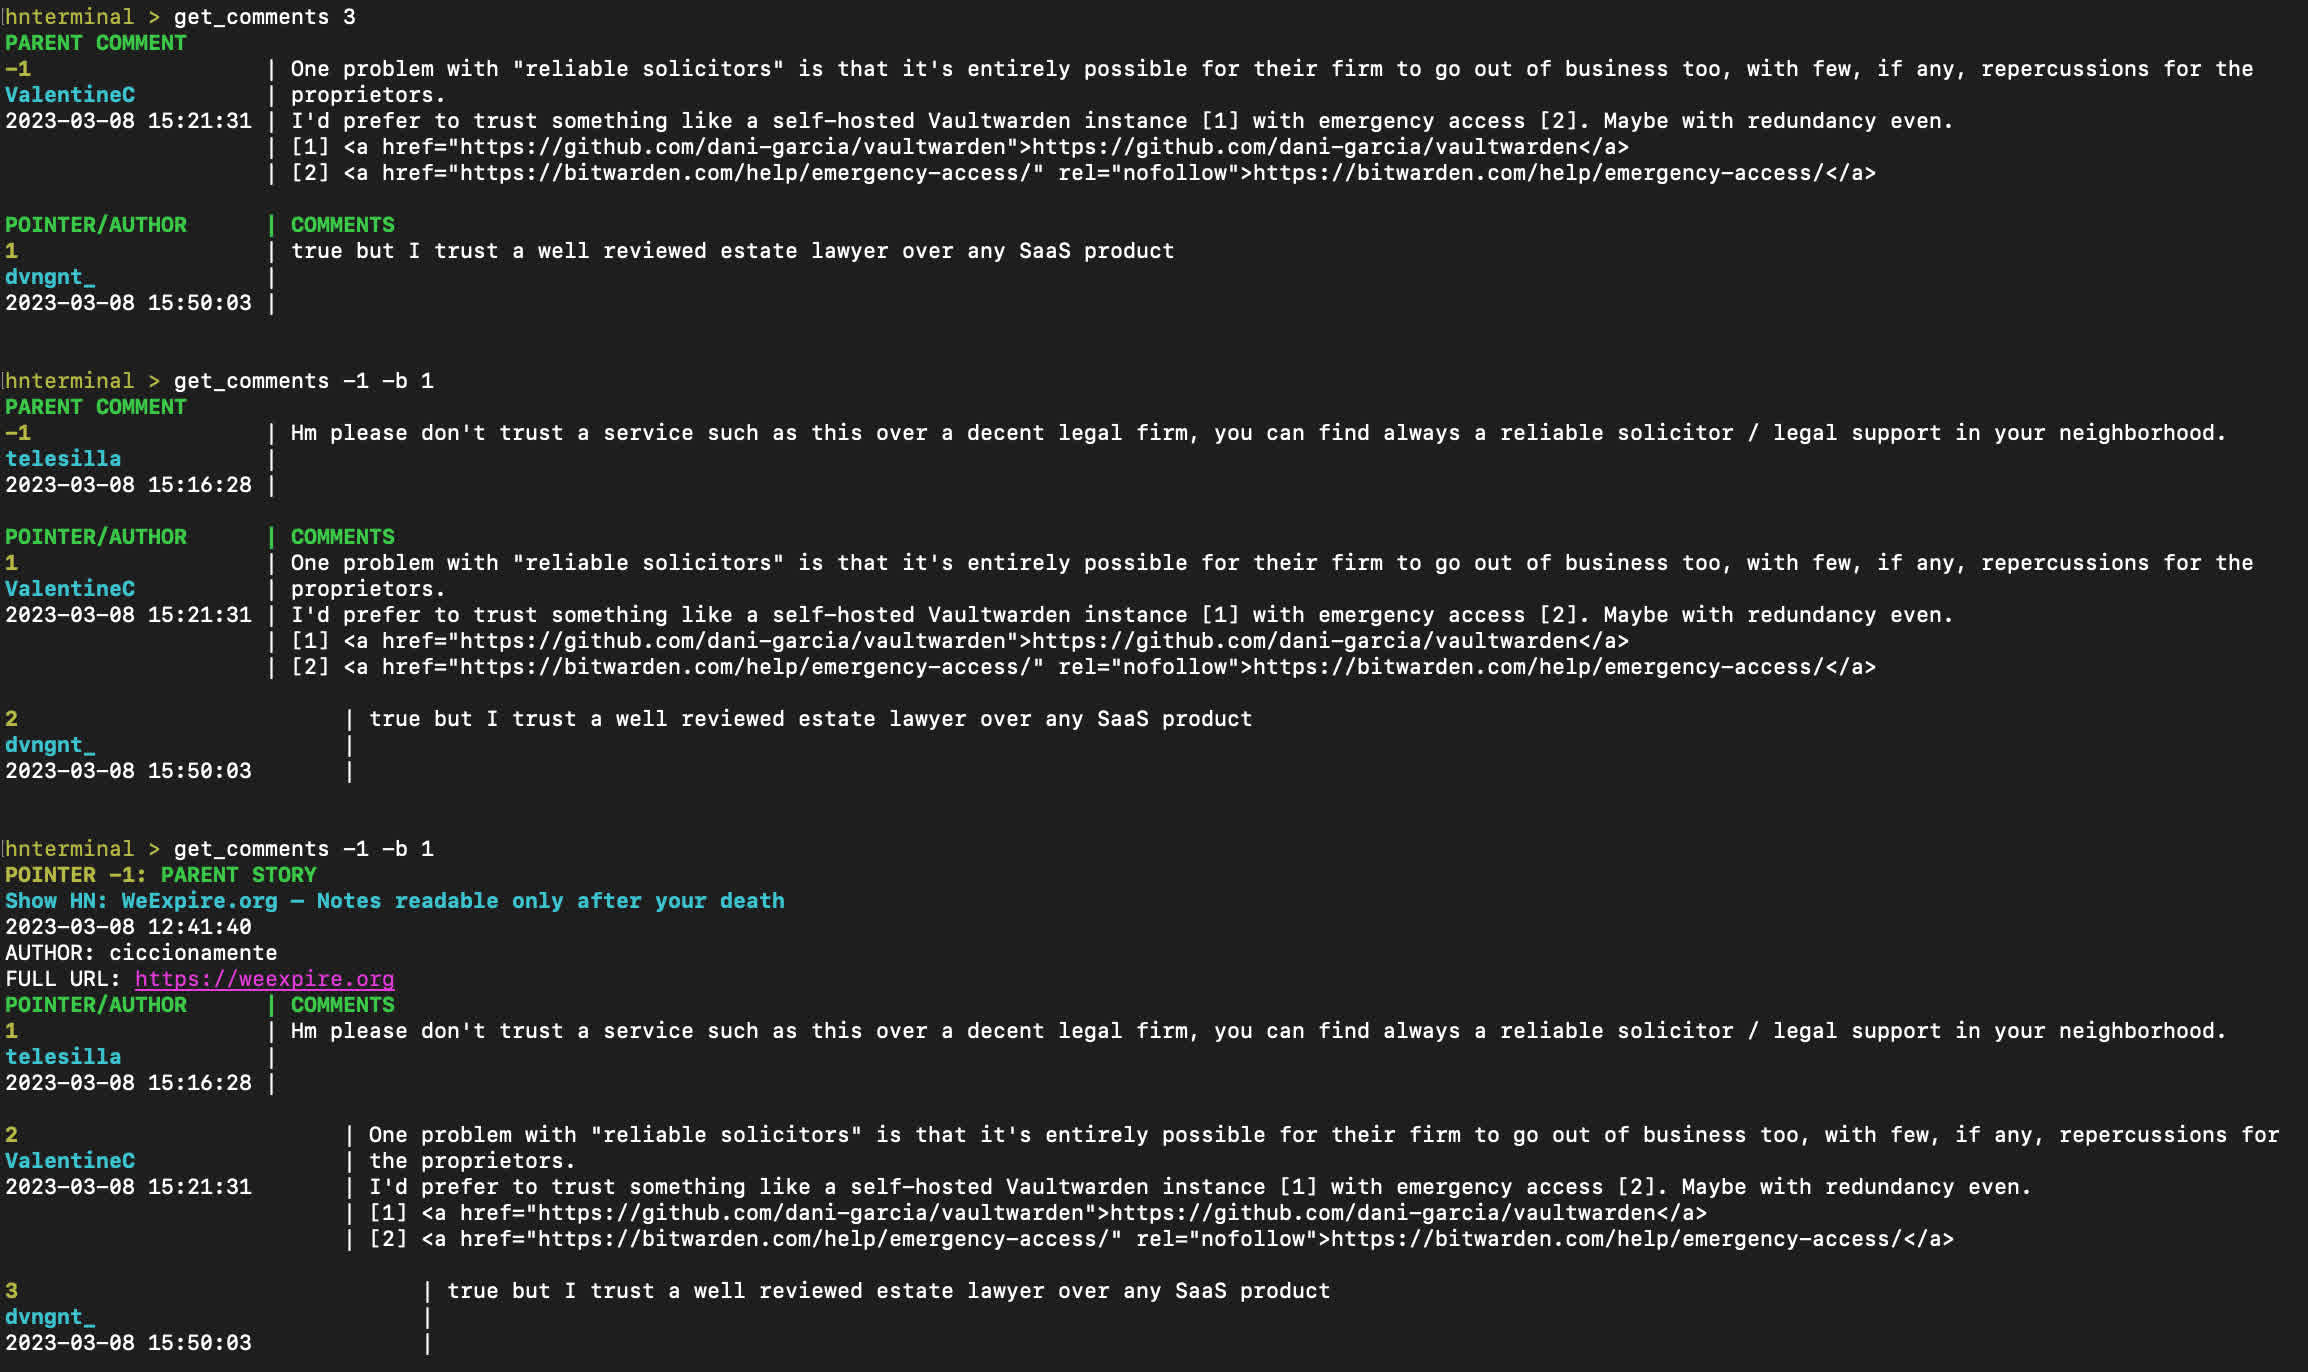 hnterminal > get_comments 3
PARENT COMMENT
-1 | One problem with "reliable solicitors" is that it's entirely possible for their firm to go out of business too, with few, if any, repercussions for the
ValentineC | proprietors.
2023-03-08 15:21:31 | I'd prefer to trust something like a self-hosted Vaultwarden instance [1] with emergency access [2]. Maybe with redundancy even.
| [1] <a href="https://github.com/dani-garcia/vaultwarden">https://github.com/dani-garcia/vaultwarden</a>
| [2] <a href="https://bitwarden.com/help/emergency-access/" rel="nofollow">https://bitwarden.com/help/emergency-access/</a>
POINTER/AUTHOR | COMMENTS
1 | true but I trust a well reviewed estate lawyer over any SaaS product
dvngnt_ |
2023-03-08 15:50:03 |
hnterminal > get_comments -1 -b 1
PARENT COMMENT
-1 | Hm please don't trust a service such as this over a decent legal firm, you can find always a reliable solicitor / legal support in your neighborhood.
telesilla |
2023-03-08 15:16:28 |
POINTER/AUTHOR | COMMENTS
1 | One problem with "reliable solicitors" is that it's entirely possible for their firm to go out of business too, with few, if any, repercussions for the
ValentineC | proprietors.
2023-03-08 15:21:31 | I'd prefer to trust something like a self-hosted Vaultwarden instance [1] with emergency access [2]. Maybe with redundancy even.
| [1] <a href="https://github.com/dani-garcia/vaultwarden">https://github.com/dani-garcia/vaultwarden</a>
| [2] <a href="https://bitwarden.com/help/emergency-access/" rel="nofollow">https://bitwarden.com/help/emergency-access/</a>
2 | true but I trust a well reviewed estate lawyer over any SaaS product
dvngnt_ |
2023-03-08 15:50:03 |
hnterminal > get_comments -1 -b 1
POINTER -1: PARENT STORY
Show HN: WeExpire.org – Notes readable only after your death
2023-03-08 12:41:40
AUTHOR: ciccionamente
FULL URL: https://weexpire.org
POINTER/AUTHOR | COMMENTS
1 | Hm please don't trust a service such as this over a decent legal firm, you can find always a reliable solicitor / legal support in your neighborhood.
telesilla |
2023-03-08 15:16:28 |
2 | One problem with "reliable solicitors" is that it's entirely possible for their firm to go out of business too, with few, if any, repercussions for
ValentineC | the proprietors.
2023-03-08 15:21:31 | I'd prefer to trust something like a self-hosted Vaultwarden instance [1] with emergency access [2]. Maybe with redundancy even.
| [1] <a href="https://github.com/dani-garcia/vaultwarden">https://github.com/dani-garcia/vaultwarden</a>
| [2] <a href="https://bitwarden.com/help/emergency-access/" rel="nofollow">https://bitwarden.com/help/emergency-access/</a>
3 | true but I trust a well reviewed estate lawyer over any SaaS product
dvngnt_ |
2023-03-08 15:50:03 |